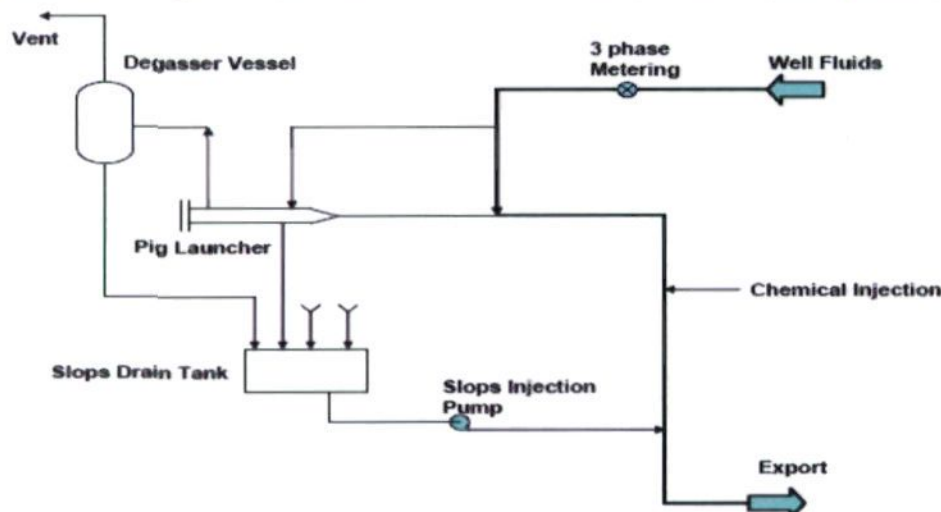 Vent
Degasser Vessel
3 phase
Metering
Well Fluids
Pig Launcher
Chemical Injection
Slops Drain Tank
Slops Injection
Pump
Export